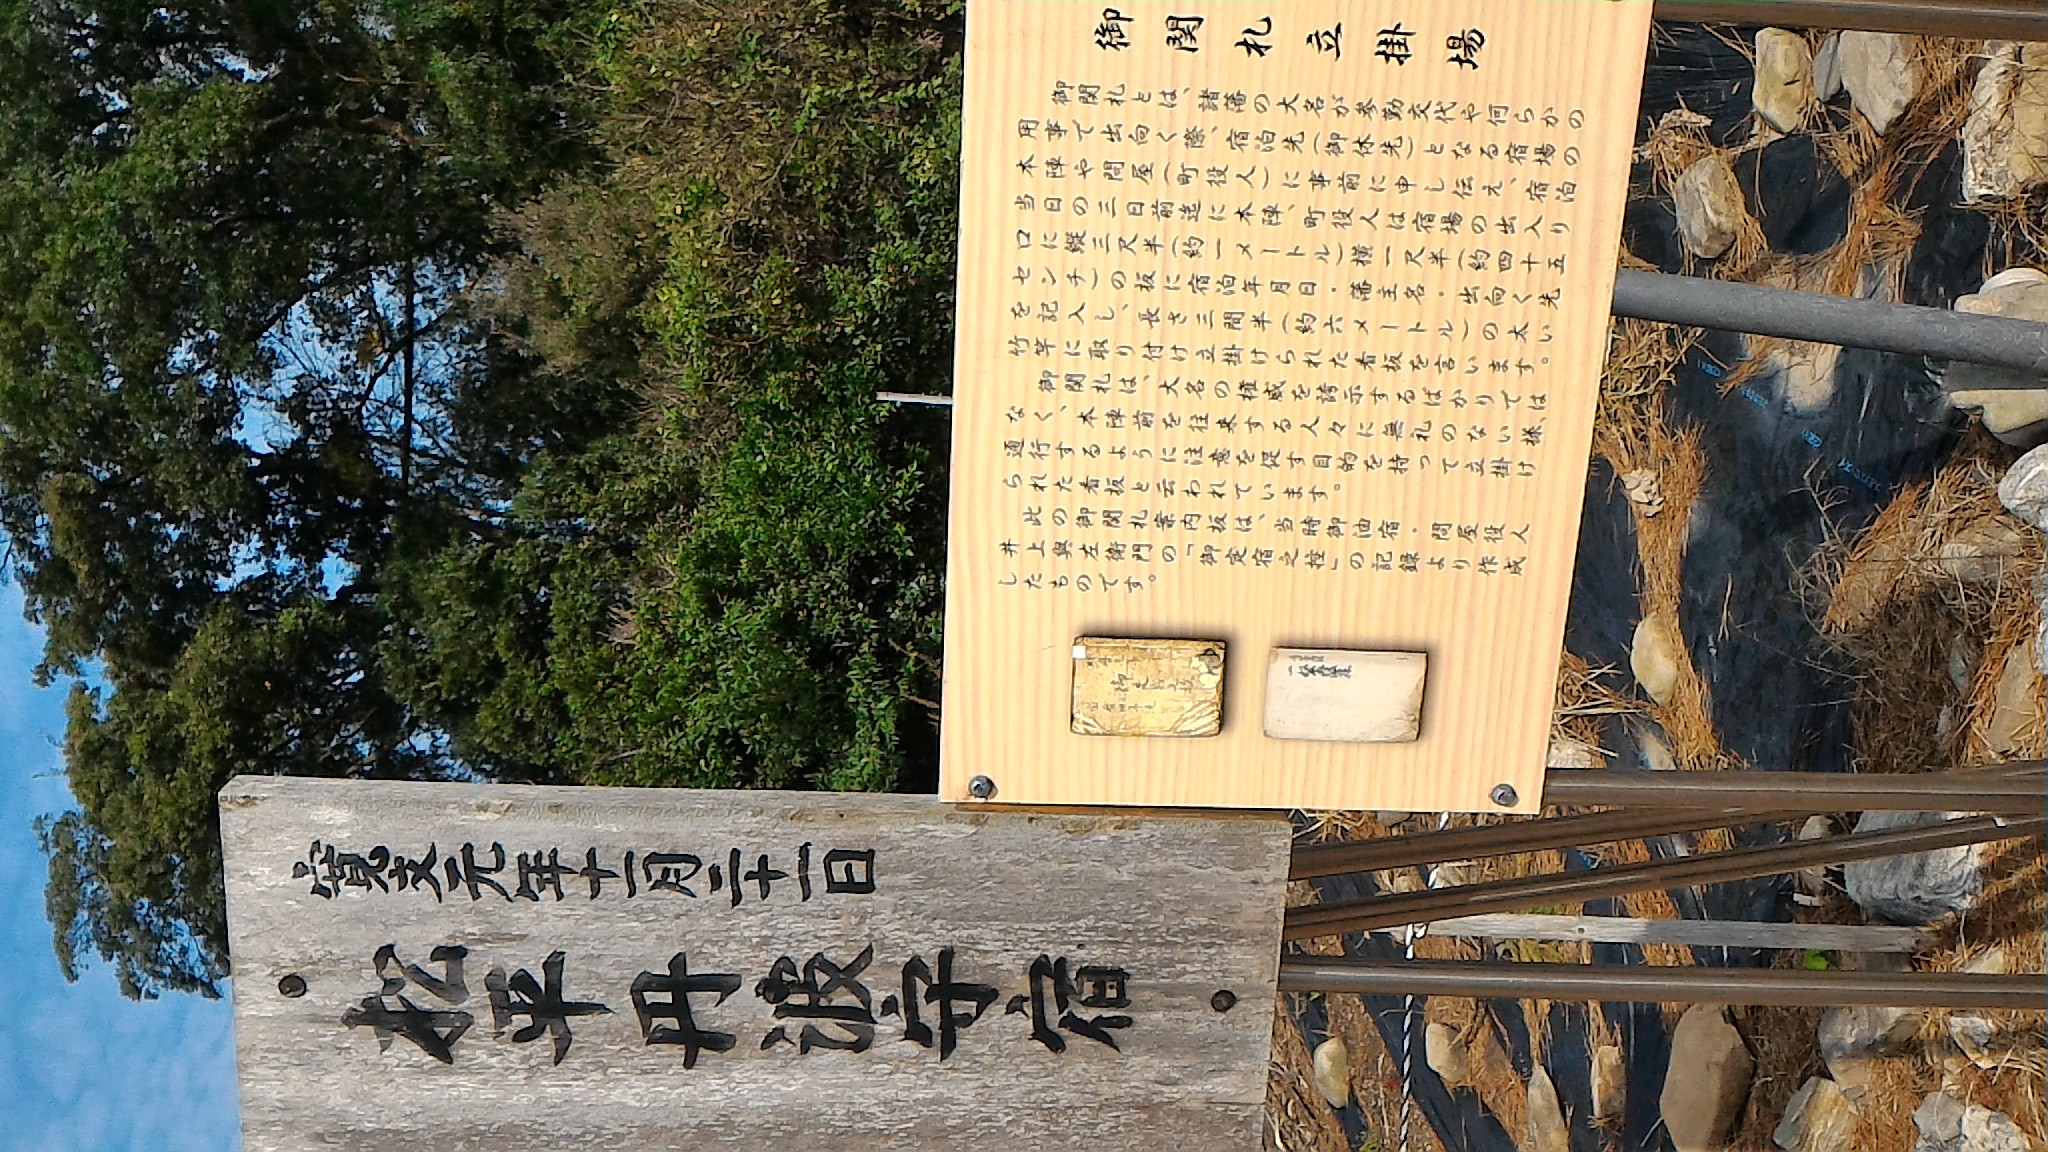 御関札立掛場
御関札とは、諸藩の大名が参勤交代や何らかの
用事で出向く際、宿泊先(御休先)となる宿場の
本陣や問屋(町役人)に事前に申し伝え、宿泊
当日の三日前迄に本陣、町役人は宿場の出入り
口に縦三尺半(約一メートル)横一尺半(約四十五
センチ)の板に宿泊年月日・藩主名・出向く先
を記入し、長さ三間半(約六メートル)の太い
竹竿に取り付け立掛けられた看板を言います。
御関札は、大名の権威を誇示するばかりでは
なく、本陣前を往来する人々に無礼のない様、
通行するように注意を促す目的を持って立掛け
られた看板と云われています。
此の御関札案内板は、当時御油宿・問屋役人
井上與左衛門の「御定宿之控」の記録より作成
したものです。
寛文元年十一月二十一日
松平丹波守宿